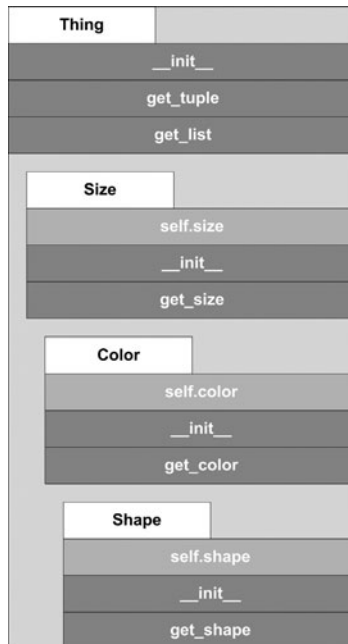 Thing
__init__
get_tuple
get_list
Size
self.size
__init__
get_size
Color
self.color
__init__
get_color
Shape
self.shape
__init__
get_shape